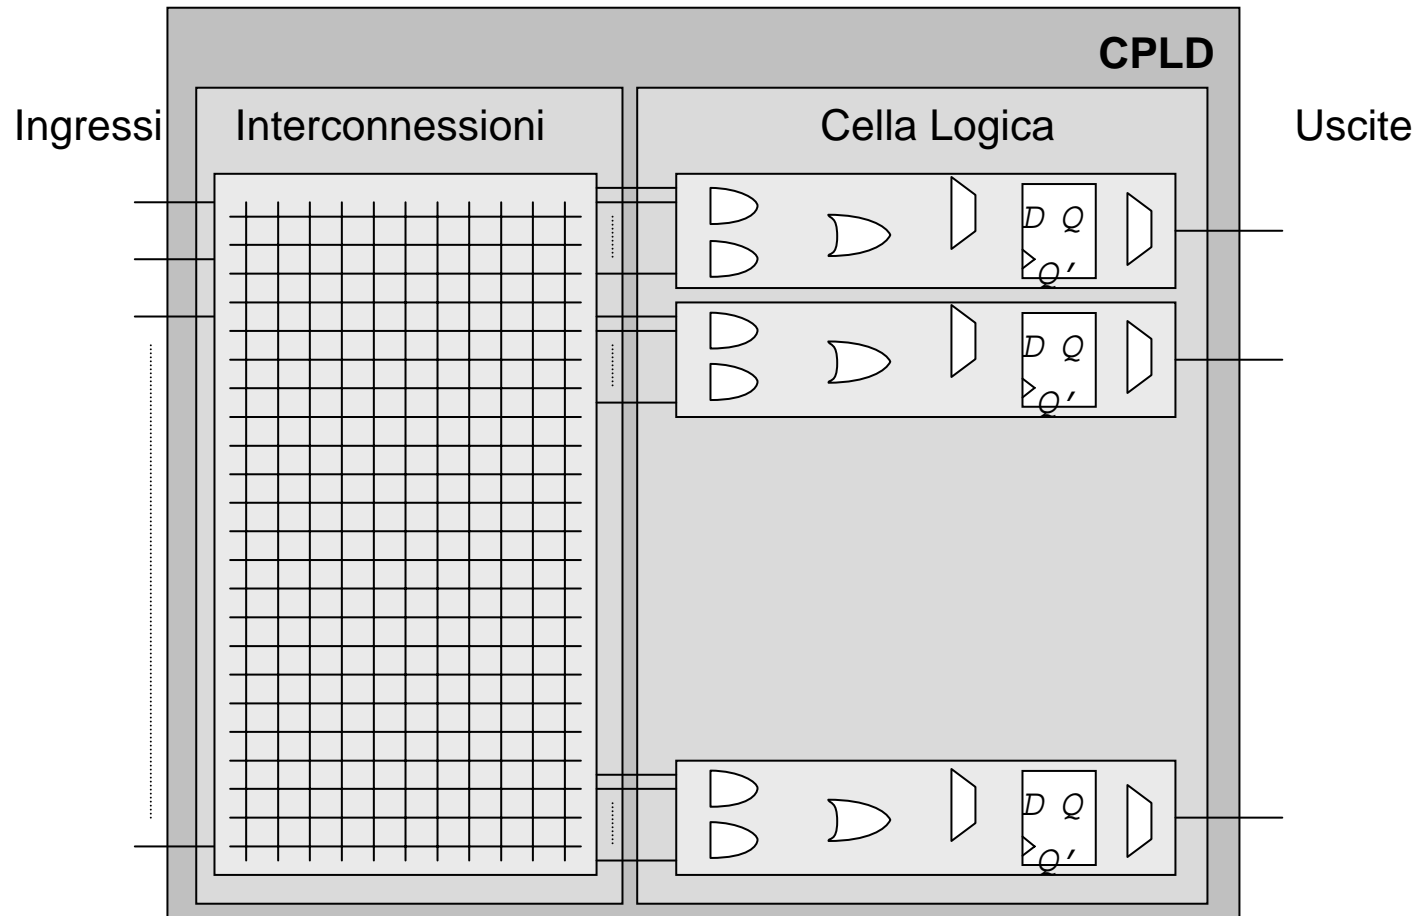 CPLD
Ingressi Interconnessioni Cella Logica Uscite
D Q
Q'
D Q
Q'
D Q
Q'